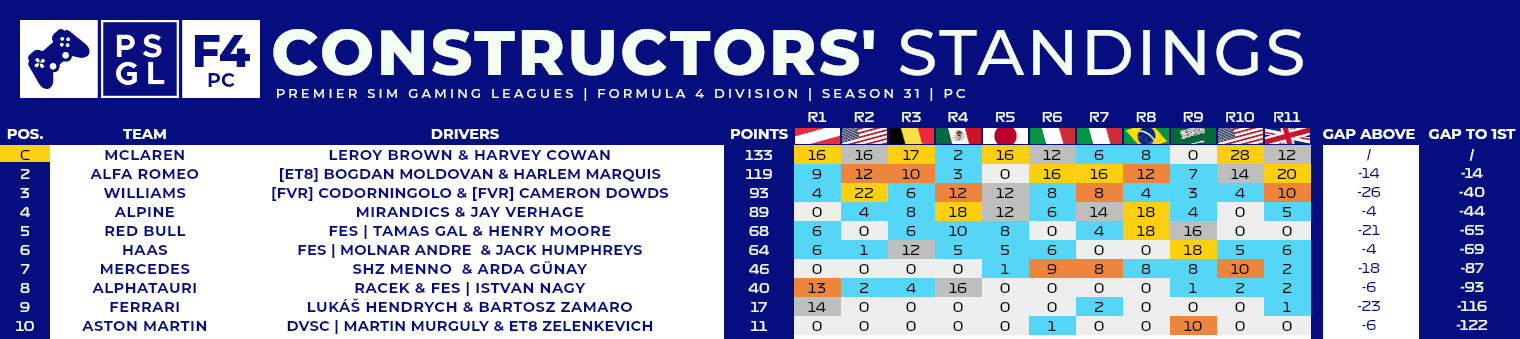 PS GL F4 PC CONSTRUCTORS' STANDINGS
PREMIER SIM GAMING LEAGUES | FORMULA 4 DIVISION | SEASON 31 | PC
R1 R2 R3 R4 R5 R6 R7 R8 R9 R10 R11
POS. TEAM DRIVERS POINTS GAP ABOVE GAP TO 1ST
C MCLAREN LEROY BROWN & HARVEY COWAN 133 16 16 17 2 16 12 6 8 0 28 12 / /
2 ALFA ROMEO [ET8] BOGDAN MOLDOVAN & HARLEM MARQUIS 119 9 12 10 3 0 16 16 12 7 14 20 -14 -14
3 WILLIAMS [FVR] CODORNINGOLO & [FVR] CAMERON DOWDS 93 4 22 6 12 12 8 8 4 3 4 10 -26 -40
4 ALPINE MIRANDICS & JAY VERHAGE 89 0 4 8 18 12 6 14 18 4 0 5 -4 -44
5 RED BULL FES | TAMAS GAL & HENRY MOORE 68 6 0 6 10 8 0 4 18 16 0 0 -21 -65
6 HAAS FES | MOLNAR ANDRE & JACK HUMPHREYS 64 6 1 12 5 5 6 0 0 18 5 6 -4 -69
7 MERCEDES SHZ MENNO & ARDA GÜNAY 46 0 0 0 0 1 9 8 8 8 10 2 -18 -87
8 ALPHATAURI RACEK & FES | ISTVAN NAGY 40 13 2 4 16 0 0 0 0 1 2 2 -6 -93
9 FERRARI LUKÁŠ HENDRYCH & BARTOSZ ZAMARO 17 14 0 0 0 0 0 2 0 0 0 1 -23 -116
10 ASTON MARTIN DVSC | MARTIN MURGULY & ET8 ZELENKEVICH 11 0 0 0 0 0 1 0 0 10 0 0 -6 -122